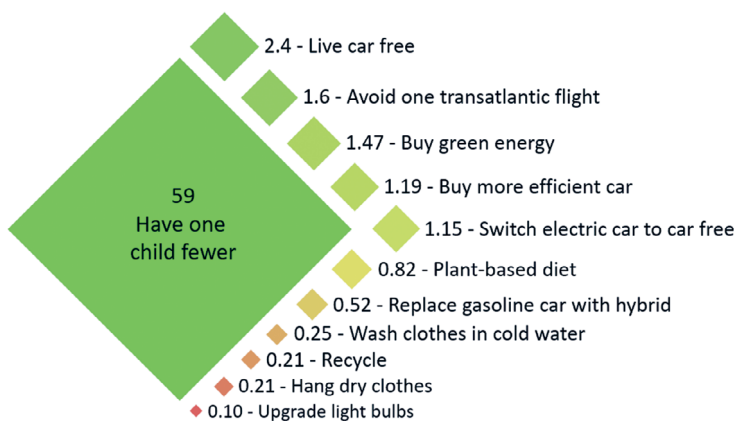 2.4 - Live car free
1.6 - Avoid one transatlantic flight
1.47 - Buy green energy
1.19 - Buy more efficient car
59
Have one
child fewer
1.15 - Switch electric car to car free
0.82 - Plant-based diet
0.52 - Replace gasoline car with hybrid
0.25 - Wash clothes in cold water
0.21 - Recycle
0.21 - Hang dry clothes
0.10 - Upgrade light bulbs